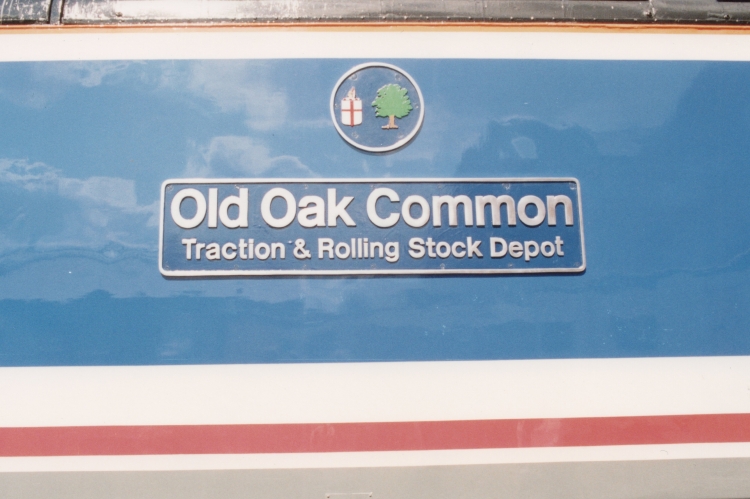 Old Oak Common
Traction & Rolling Stock Depot